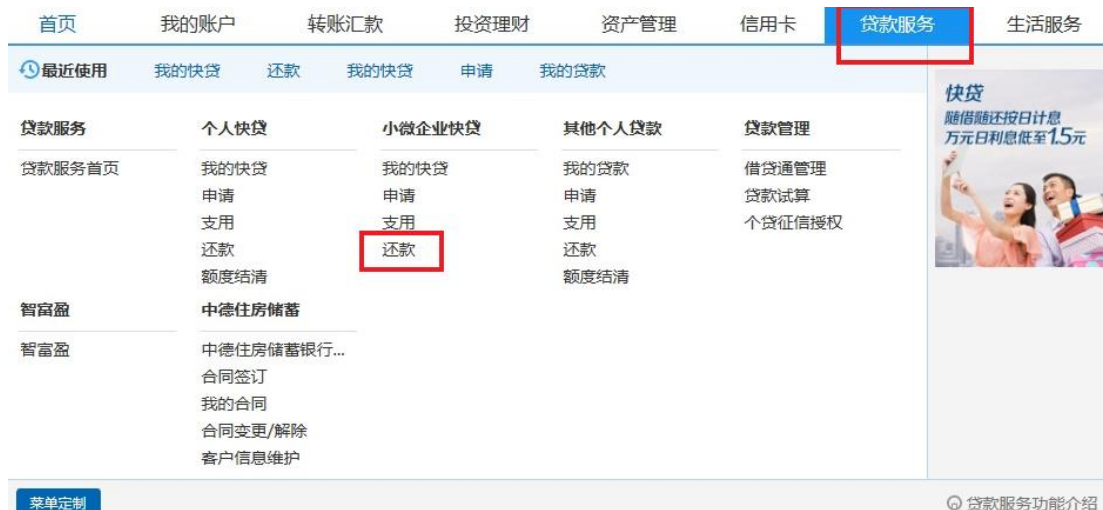 首页 我的账户 转账汇款 投资理财 资产管理 信用卡 贷款服务 生活服务
最近使用 我的快贷 还款 我的快贷 申请 我的贷款
贷款服务 个人快贷 小微企业快贷 其他个人贷款 贷款管理
贷款服务首页 我的快贷 我的快贷 我的贷款 借贷通管理
申请 申请 申请 贷款试算
支用 支用 支用 个贷征信授权
还款 还款 还款
额度结清 额度结清
智富盈 中德住房储蓄
智富盈 中德住房储蓄银行...
合同签订
我的合同
合同变更/解除
客户信息维护
快贷
随借随还按日计息
万元日利息低至1.5元
菜单定制 贷款服务功能介绍